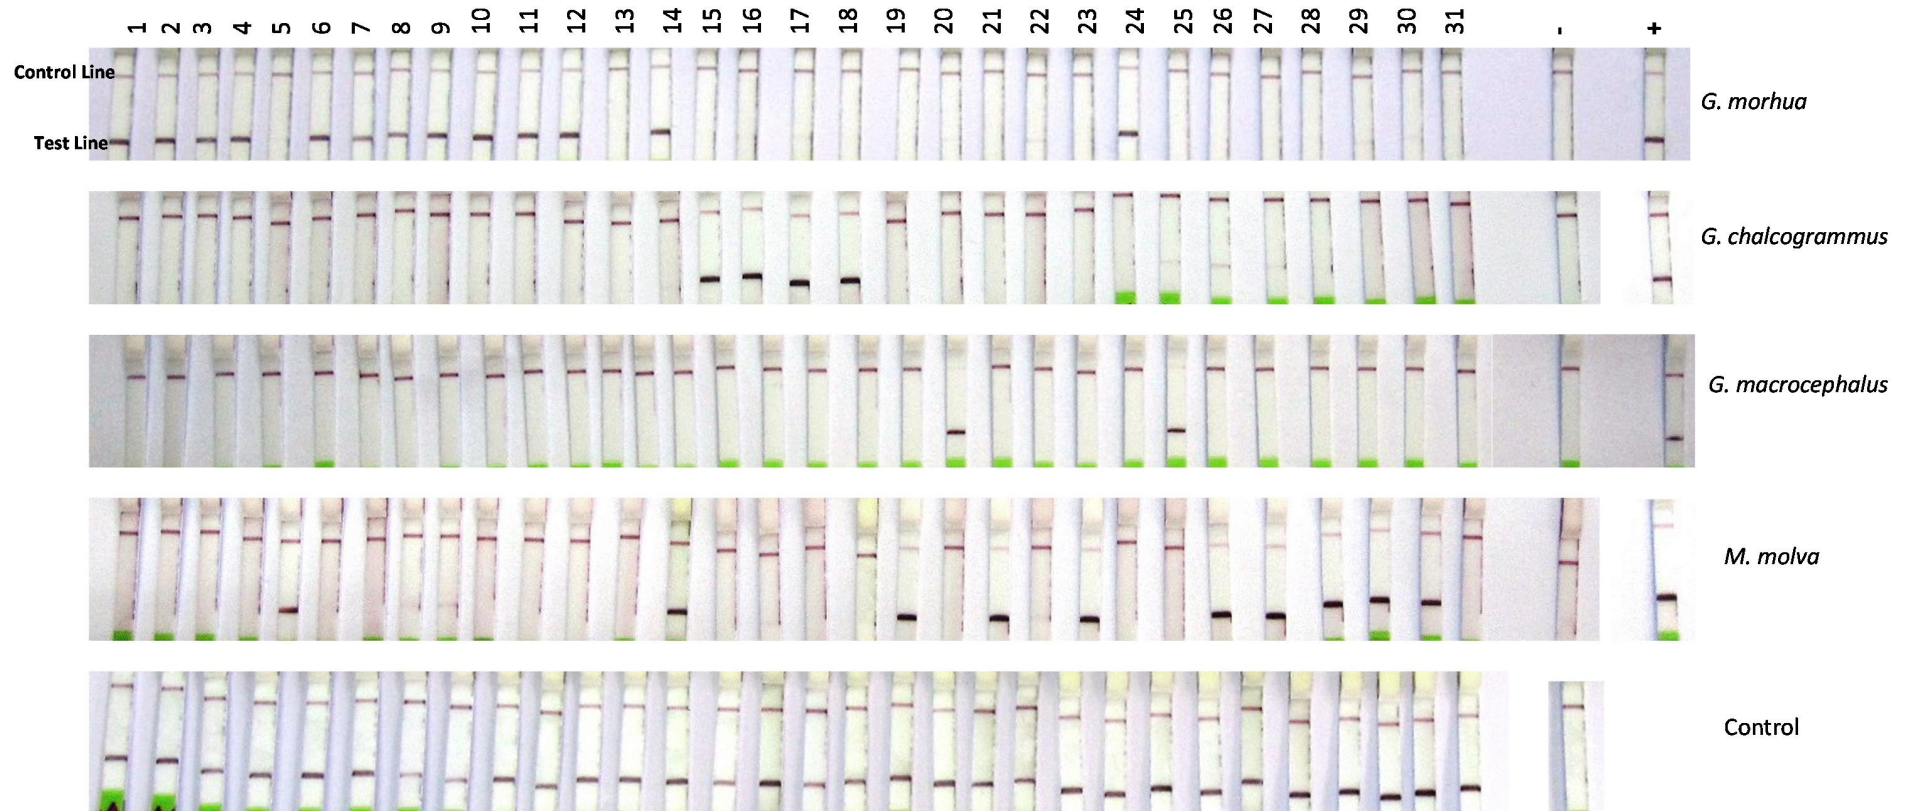 1 2 3 4 5 6 7 8 9 10 11 12 13 14 15 16 17 18 19 20 21 22 23 24 25 26 27 28 29 30 31 - +
Control Line
G. morhua
Test Line
G. chalcogrammus
G. macrocephalus
M. molva
Control